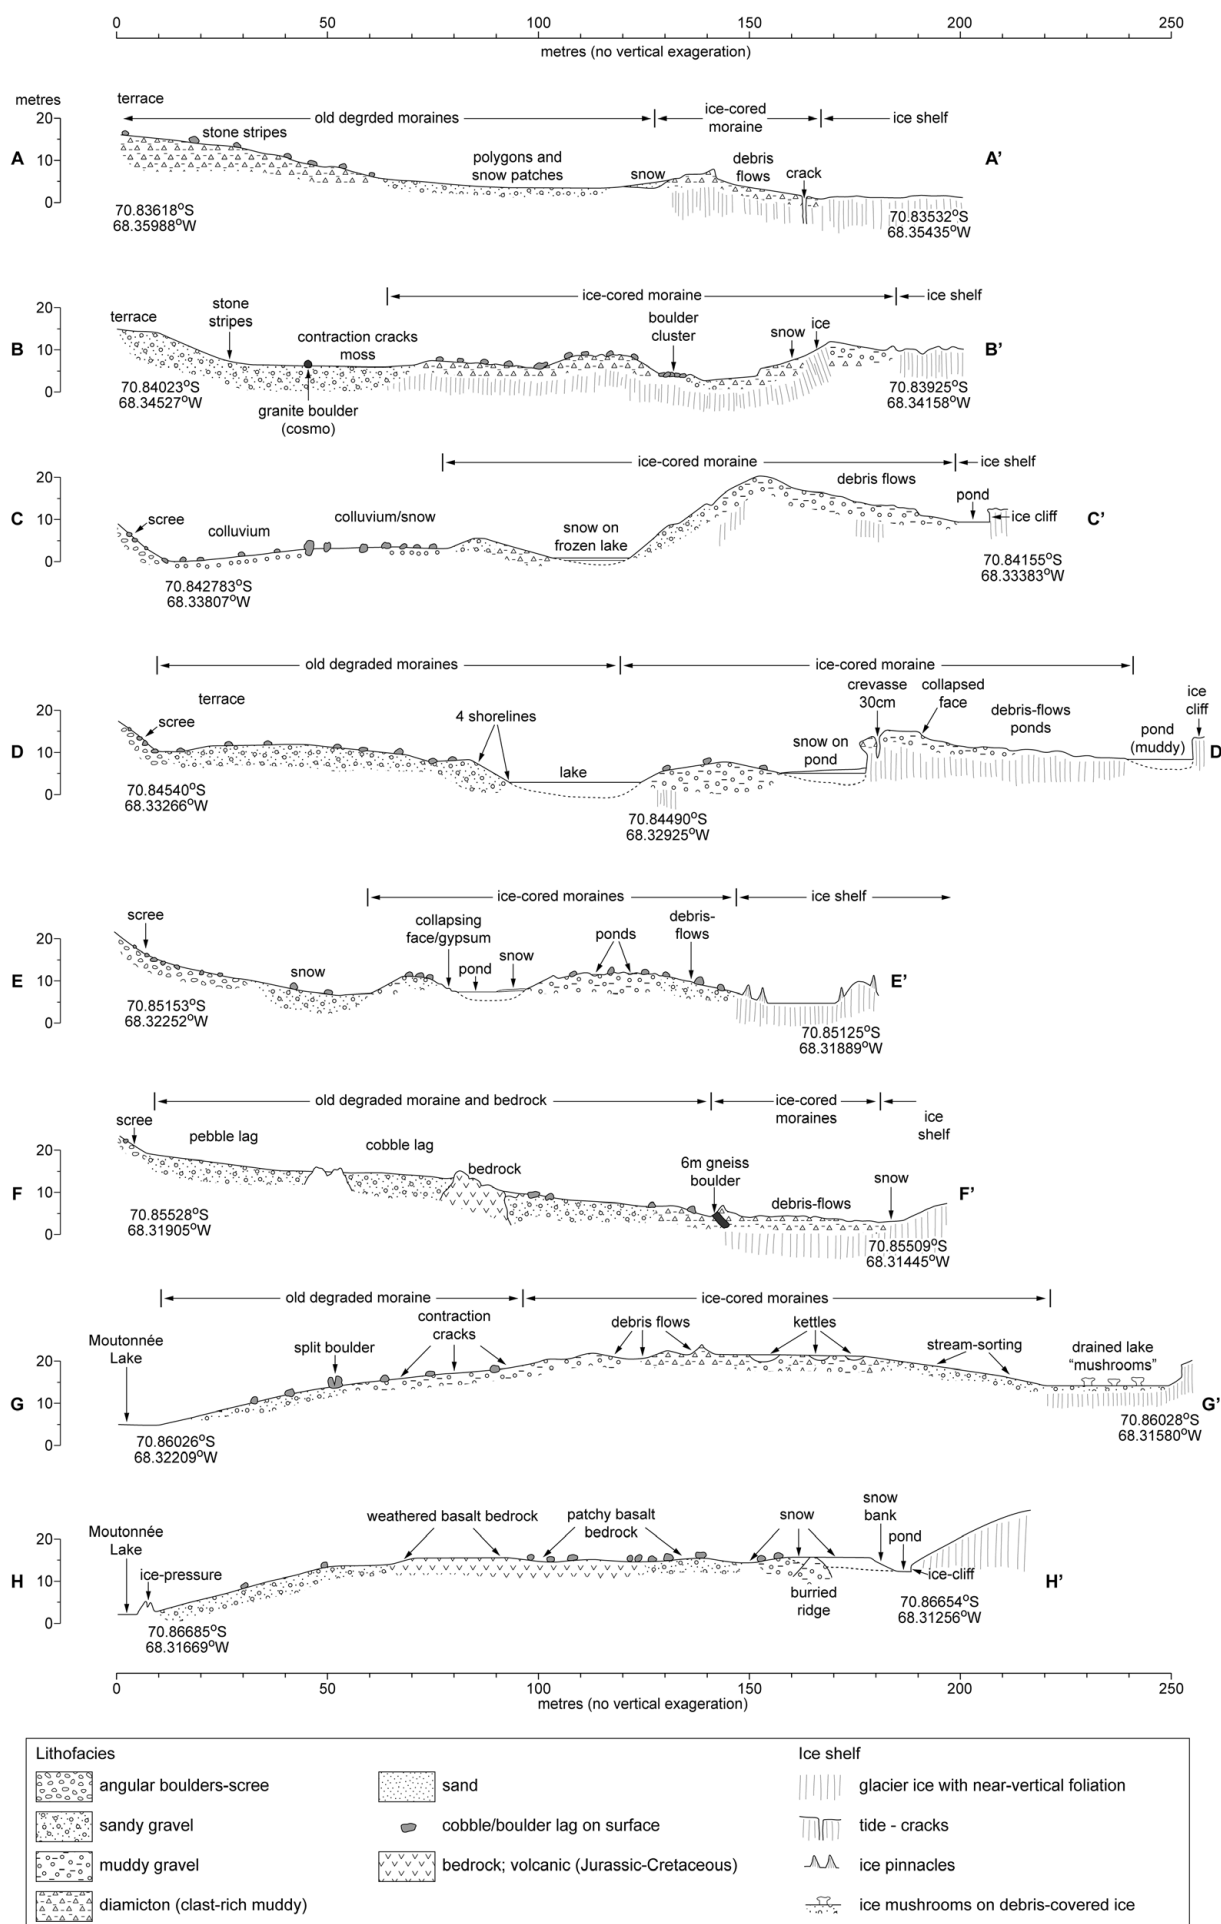 0 50 100 150 200 250
metres (no vertical exageration)
metres
terrace
old degrded moraines
ice-cored
moraine
ice shelf
20
10
0
A
stone stripes
polygons and
snow patches
snow
debris
flows
crack
A’
70.83618°S
68.35988°W
70.83532°S
68.35435°W
ice-cored moraine
ice shelf
20
10
0
B
terrace
stone
stripes
contraction cracks
moss
boulder
cluster
snow
ice
B’
70.84023°S
68.34527°W
granite boulder
(cosmo)
70.83925°S
68.34158°W
ice-cored moraine
ice shelf
20
10
0
C
scree
colluvium
colluvium/snow
snow on
frozen lake
debris flows
pond
ice cliff
C’
70.842783°S
68.33807°W
70.84155°S
68.33383°W
old degraded moraines
ice-cored moraine
20
10
0
D
scree
terrace
4 shorelines
lake
snow on
pond
crevasse
30cm
collapsed
face
debris-flows
ponds
pond
(muddy)
ice
cliff
D
70.84540°S
68.33266°W
70.84490°S
68.32925°W
ice-cored moraines
ice shelf
20
10
0
E
scree
snow
collapsing
face/gypsum
pond
snow
ponds
debris-
flows
E’
70.85153°S
68.32252°W
70.85125°S
68.31889°W
old degraded moraine and bedrock
ice-cored
moraines
ice
shelf
20
10
0
F
scree
pebble lag
cobble lag
bedrock
6m gneiss
boulder
debris-flows
snow
F’
70.85528°S
68.31905°W
70.85509°S
68.31445°W
old degraded moraine
ice-cored moraines
20
10
0
G
Moutonnée
Lake
split boulder
contraction
cracks
debris flows
kettles
stream-sorting
drained lake
“mushrooms”
G’
70.86026°S
68.32209°W
70.86028°S
68.31580°W
20
10
0
H
Moutonnée
Lake
ice-pressure
weathered basalt bedrock
patchy basalt
bedrock
snow
snow
bank
pond
ice-cliff
burried
ridge
H’
70.86685°S
68.31669°W
70.86654°S
68.31256°W
0 50 100 150 200 250
metres (no vertical exageration)
Lithofacies
angular boulders-scree
sandy gravel
muddy gravel
diamicton (clast-rich muddy)
sand
cobble/boulder lag on surface
bedrock; volcanic (Jurassic-Cretaceous)
Ice shelf
glacier ice with near-vertical foliation
tide - cracks
ice pinnacles
ice mushrooms on debris-covered ice